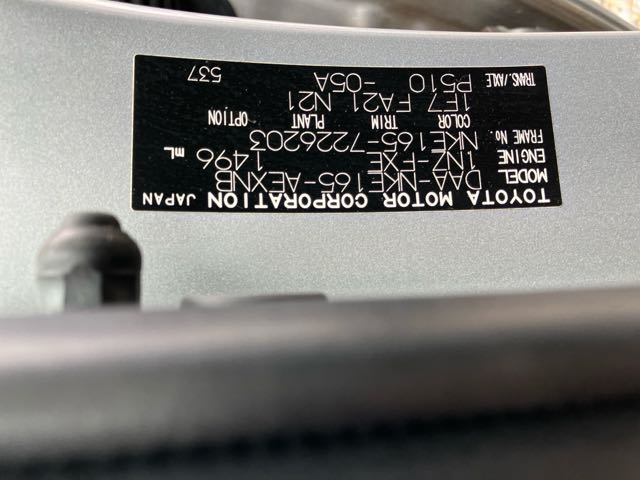 TOYOTA MOTOR CORPORATION JAPAN
MODEL DAA-NKE165-AEXNB
ENGINE 1NZ-FXE 1496 mL
FRAME No. NKE165-7226203
COLOR TRIM PLANT OPTION
1F7 FA21 N21
TRANS./AXLE P510 -05A
537